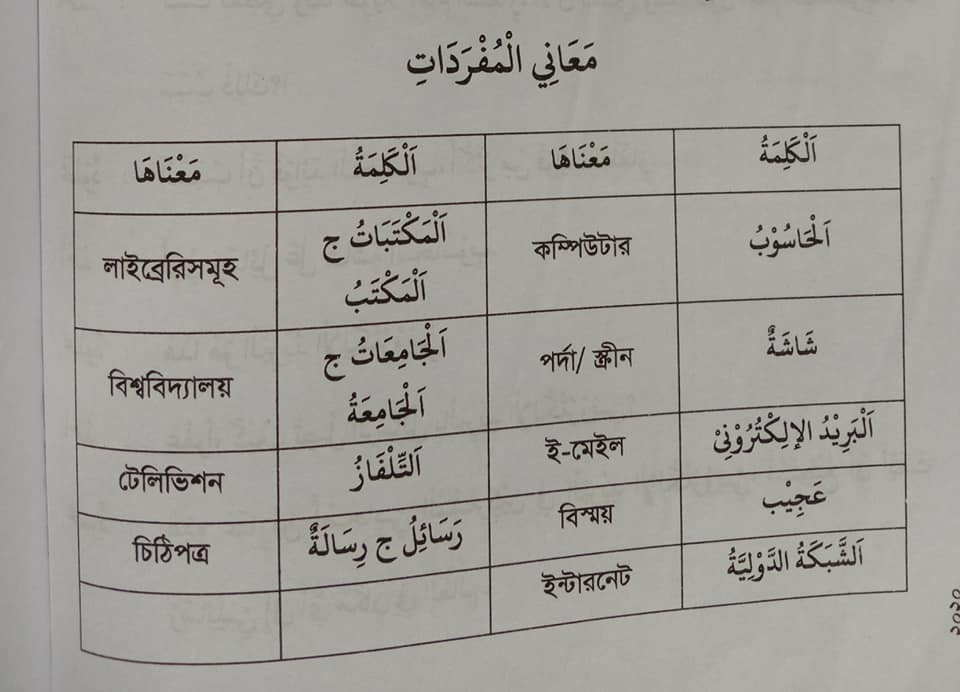 مَعَانِي الْمُفْرَدَاتِ
اَلْكَلِمَةُ مَعْنَاهَا اَلْكَلِمَةُ مَعْنَاهَا
اَلْحَاسُوْبُ কম্পিউটার اَلْمَكْتَبَاتُ ج লাইব্রেরিসমূহ
اَلْمَكْتَبُ
شَاشَةٌ পর্দা/ স্ক্রীন اَلْجَامِعَاتُ ج বিশ্ববিদ্যালয়
اَلْجَامِعَةُ
اَلْبَرِيْدُ الإِلِكْتُرُوْنِيْ ই-মেইল اَلتِّلْفَازُ টেলিভিশন
عَجِيْب বিস্ময় رَسَائِلُ ج رِسَالَةٌ চিঠিপত্র
اَلشَّبَكَةُ الدَّوْلِيَّةُ ইন্টারনেট
২০২০